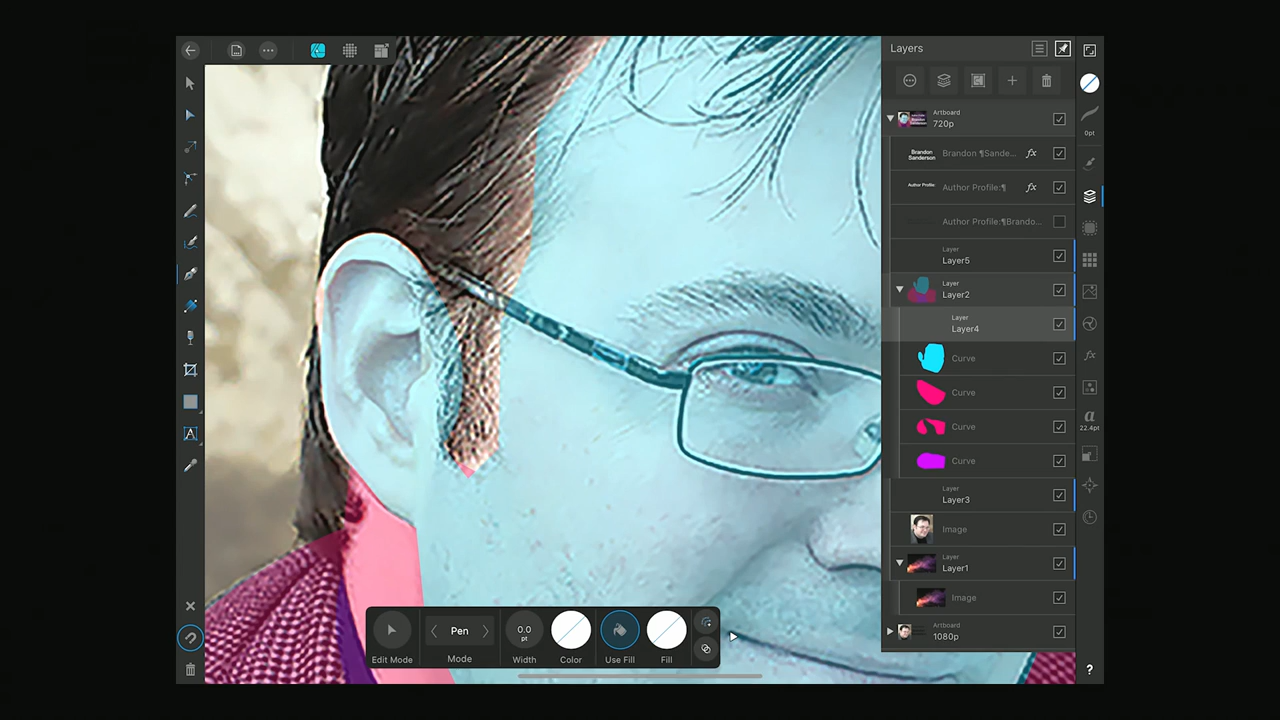 Layers
Artboard
720p
Brandon
Sanderson
Brandon ¶Sande...
fx
Author Profile:
Author Profile:¶
fx
Author Profile:¶Brando...
Layer
Layer5
Layer
Layer2
Layer
Layer4
Curve
Curve
Curve
Curve
Layer
Layer3
Image
Layer
Layer1
Image
Artboard
1080p
0pt
fx
a
22.4pt
?
A
Edit Mode
Pen
Mode
0.0
pt
Width
Color
Use Fill
Fill